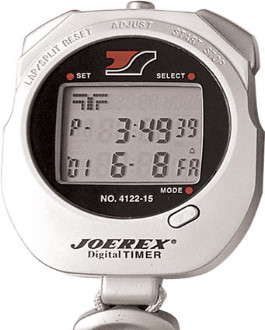 LAP/SPLIT RESET ADJUST START·STOP
SET SELECT
P- 3:49 39
01 6-8 FR
MODE
NO. 4122-15
JOEREX®
Digital TIMER